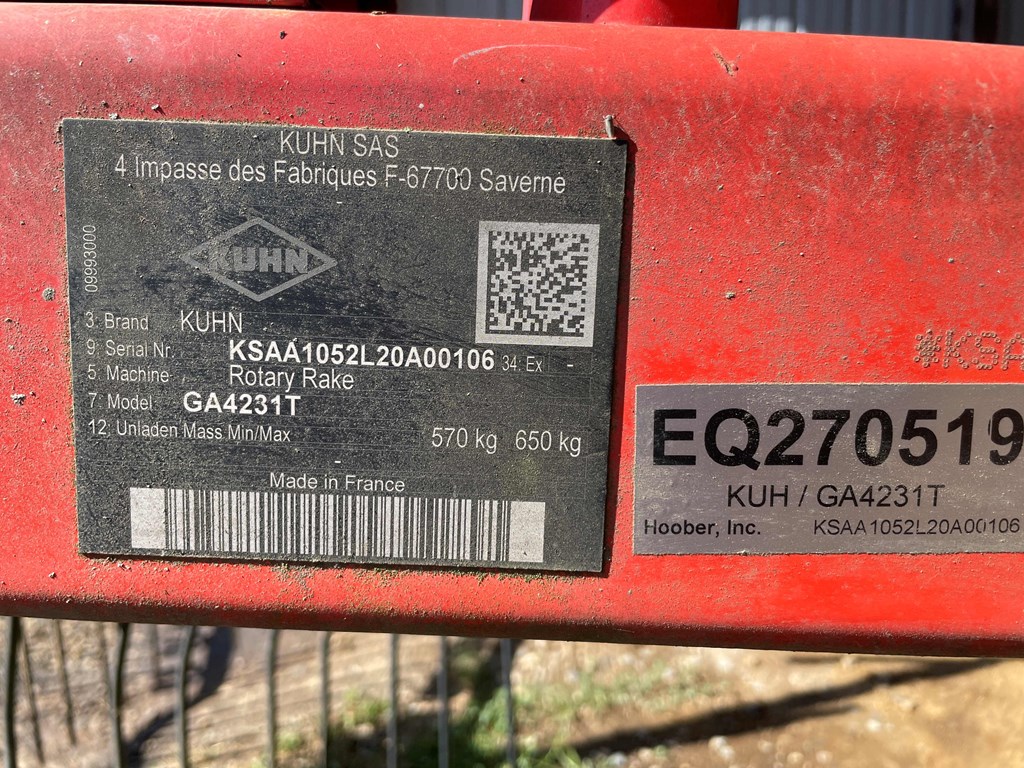 KUHN SAS
4 Impasse des Fabriques F-67700 Saverne
KUHN
09993000
3: Brand KUHN
9: Serial Nr. KSAA1052L20A00106 34: Ex -
5. Machine Rotary Rake
7: Model GA4231T
12: Unladen Mass Min/Max 570 kg 650 kg
-
Made in France
*KSA
EQ270519
KUH / GA4231T
Hoober, Inc. KSAA1052L20A00106